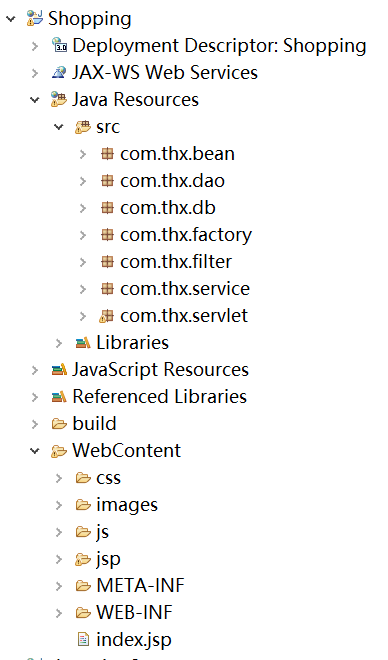 Shopping
Deployment Descriptor: Shopping
JAX-WS Web Services
Java Resources
src
com.thx.bean
com.thx.dao
com.thx.db
com.thx.factory
com.thx.filter
com.thx.service
com.thx.servlet
Libraries
JavaScript Resources
Referenced Libraries
build
WebContent
css
images
js
jsp
META-INF
WEB-INF
index.jsp